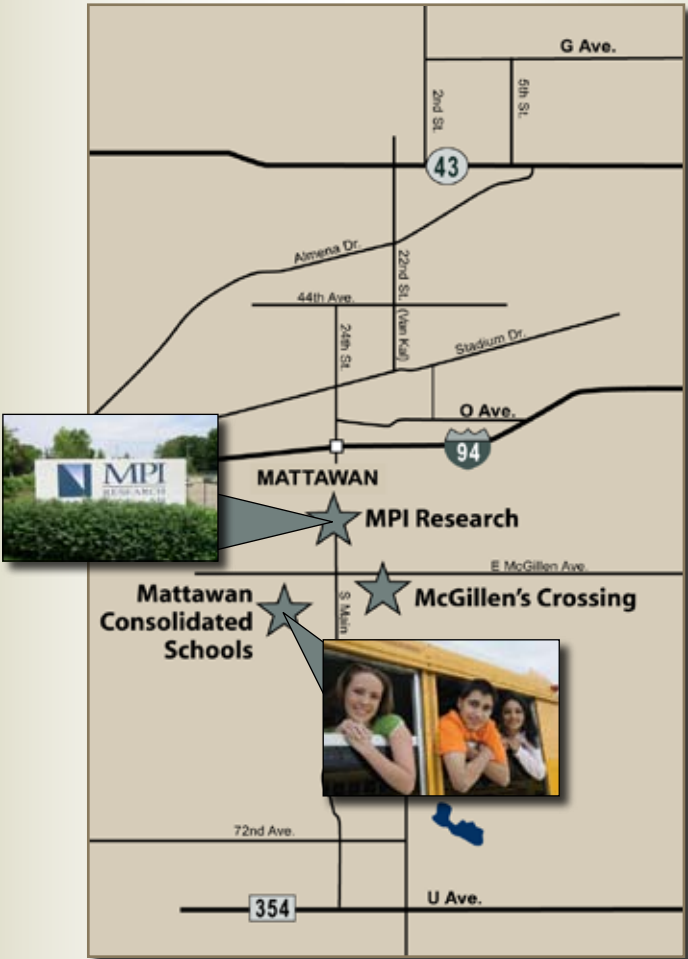 G Ave.
2nd St.
5th St.
43
Almena Dr.
22nd St. (Van Kal)
44th Ave.
24th St.
Stadium Dr.
O Ave.
94
MATTAWAN
MPI
RESEARCH
MPI Research
E McGillen Ave.
Mattawan
Consolidated
Schools
McGillen's Crossing
S Main
72nd Ave.
354
U Ave.